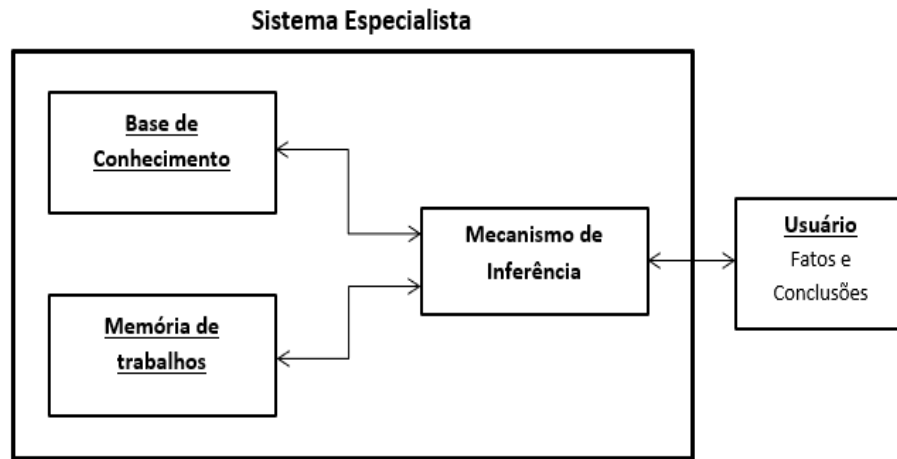 Sistema Especialista
Base de
Conhecimento
Mecanismo de
Inferência
Usuário
Fatos e
Conclusões
Memória de
trabalhos